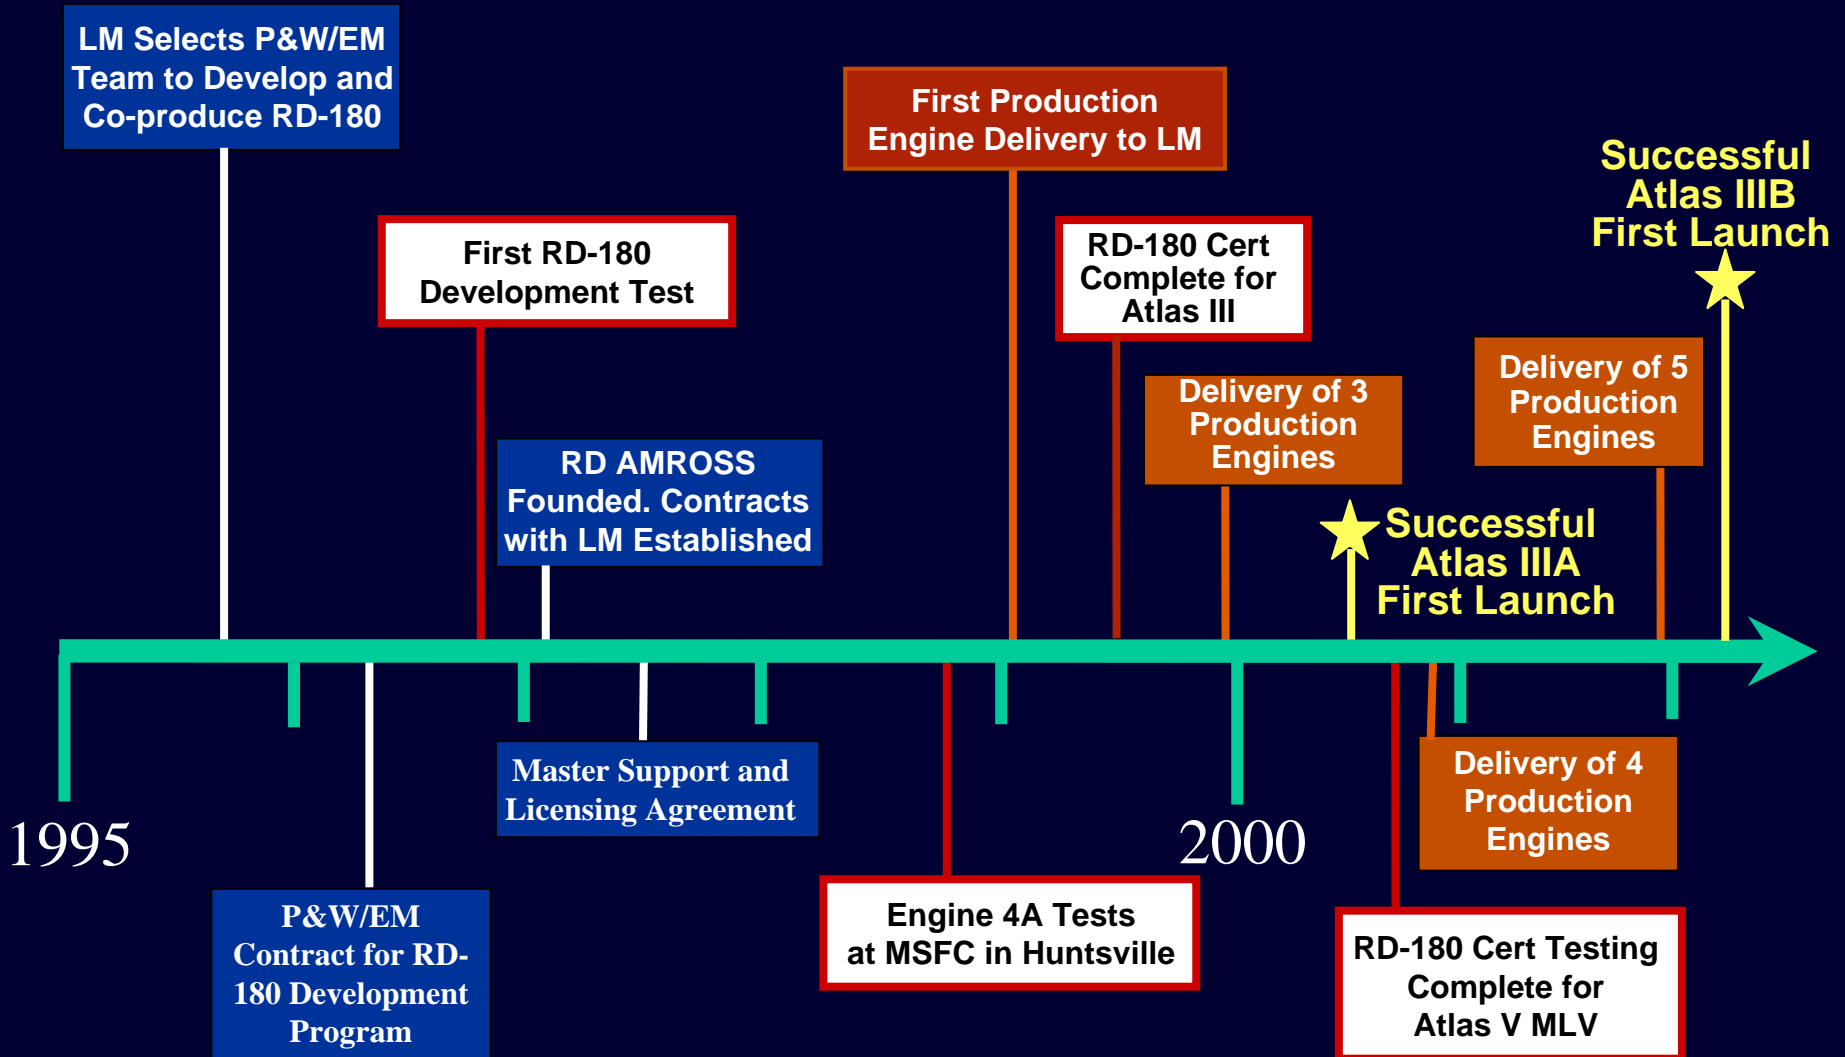 LM Selects P&W/EM
Team to Develop and
Co-produce RD-180
First Production
Engine Delivery to LM
Successful
Atlas IIIB
First Launch
First RD-180
Development Test
RD-180 Cert
Complete for
Atlas III
Delivery of 3
Production
Engines
Delivery of 5
Production
Engines
RD AMROSS
Founded. Contracts
with LM Established
Successful
Atlas IIIA
First Launch
Master Support and
Licensing Agreement
Delivery of 4
Production
Engines
1995
2000
P&W/EM
Contract for RD-
180 Development
Program
Engine 4A Tests
at MSFC in Huntsville
RD-180 Cert Testing
Complete for
Atlas V MLV